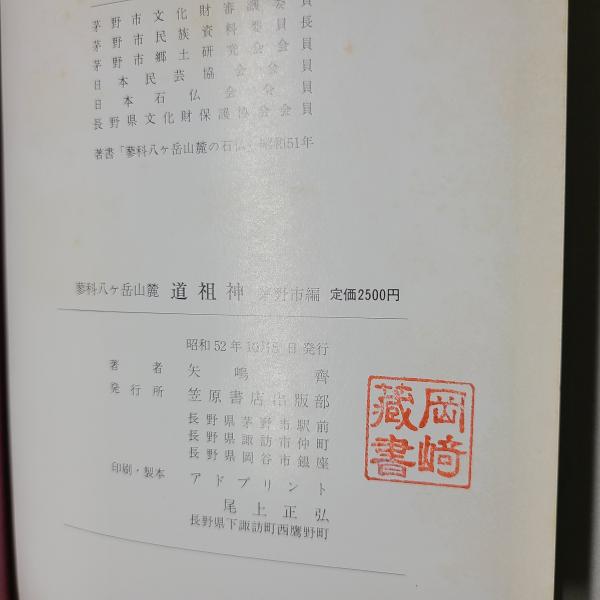 茅野市文化財審議委員
茅野市民族資料委員長
茅野市郷土研究会会員
日本民芸協会会員
日本石仏会会員
長野県文化財保護協会会員
著書「蓼科八ケ岳山麓の石仏」昭和51年
蓼科八ケ岳山麓 道祖神 茅野市編 定価2500円
昭和52年10月 日発行
著者 矢嶋齊
発行所 笠原書店出版部
長野県茅野市駅前
長野県諏訪市仲町
長野県岡谷市銀座
印刷・製本 アドプリント
尾上正弘
長野県下諏訪町西鷹野町
岡﨑
藏書